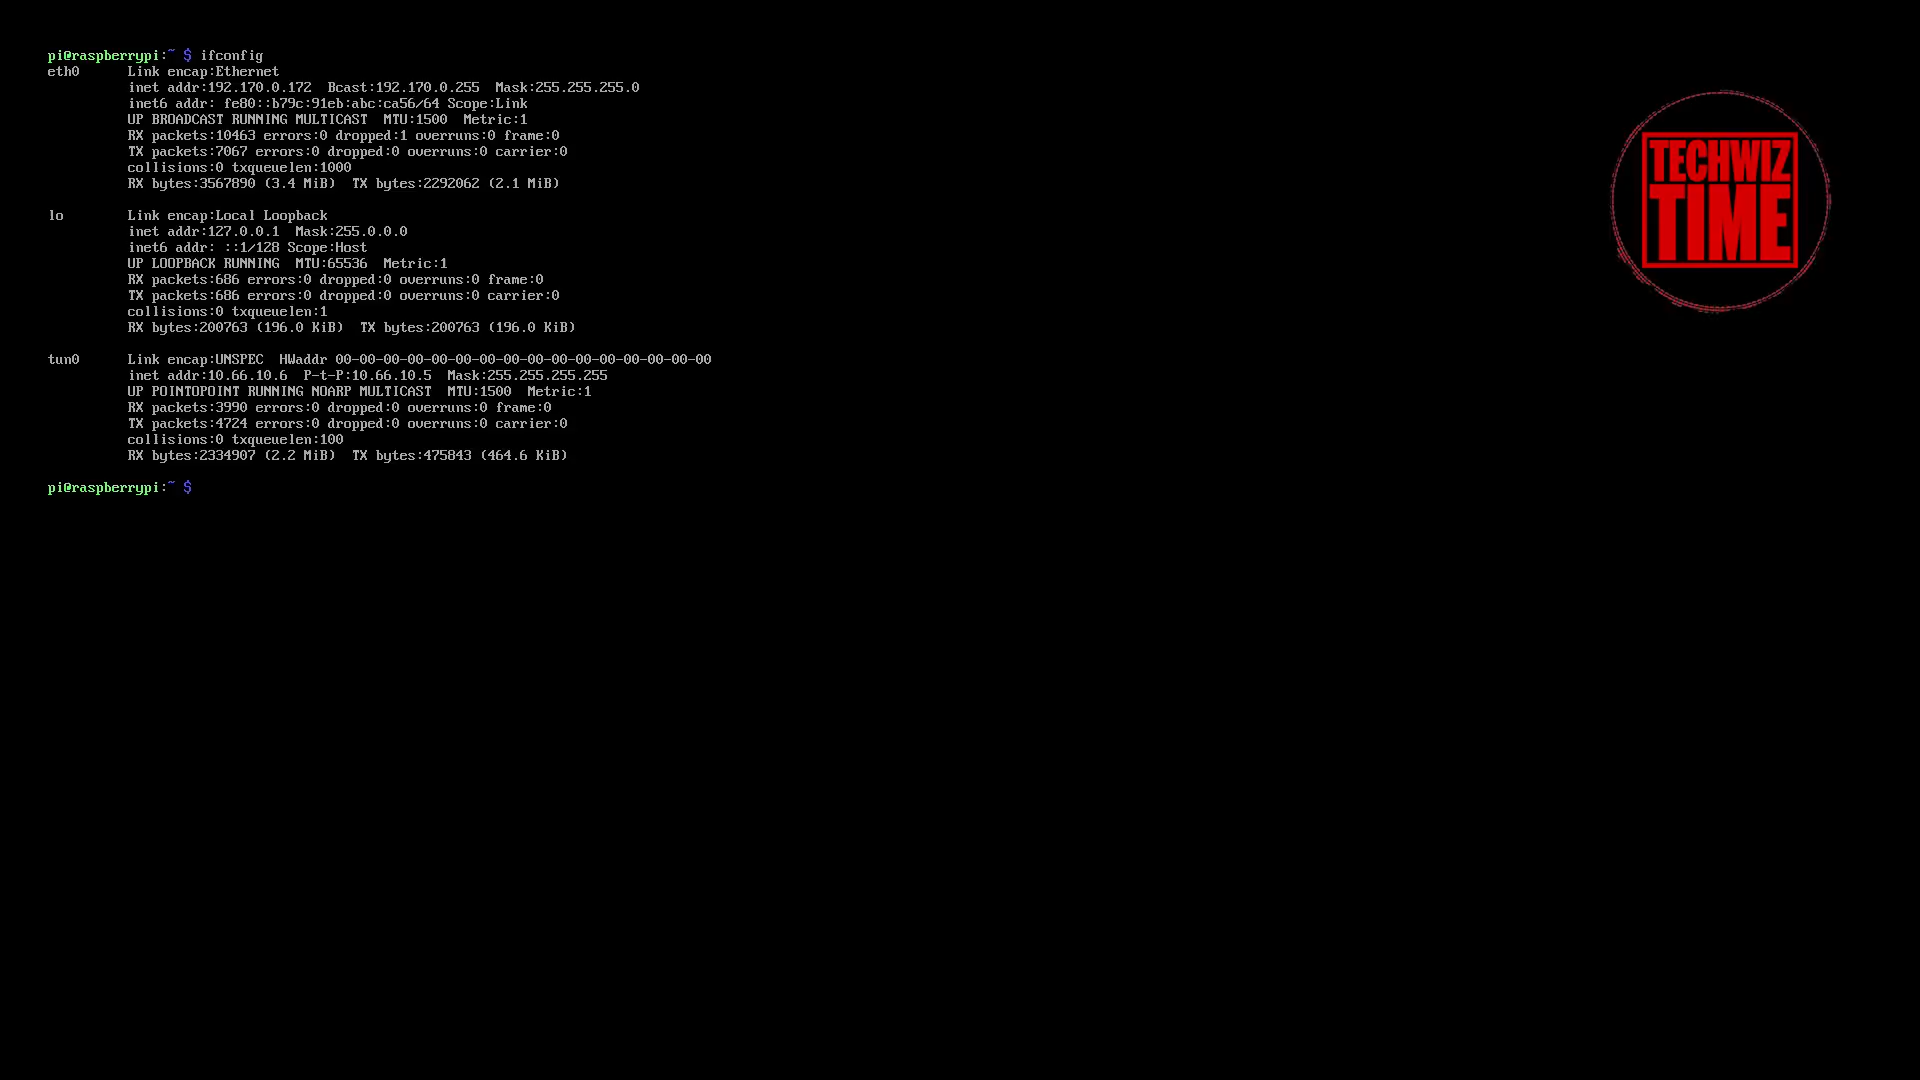 pi@raspberrypi:~ $ ifconfig
eth0      Link encap:Ethernet
          inet addr:192.170.0.172  Bcast:192.170.0.255  Mask:255.255.255.0
          inet6 addr: fe80::b79c:91eb:abc:ca56/64 Scope:Link
          UP BROADCAST RUNNING MULTICAST  MTU:1500  Metric:1
          RX packets:10463 errors:0 dropped:1 overruns:0 frame:0
          TX packets:7067 errors:0 dropped:0 overruns:0 carrier:0
          collisions:0 txqueuelen:1000
          RX bytes:3567890 (3.4 MiB)  TX bytes:2292062 (2.1 MiB)

lo        Link encap:Local Loopback
          inet addr:127.0.0.1  Mask:255.0.0.0
          inet6 addr: ::1/128 Scope:Host
          UP LOOPBACK RUNNING  MTU:65536  Metric:1
          RX packets:686 errors:0 dropped:0 overruns:0 frame:0
          TX packets:686 errors:0 dropped:0 overruns:0 carrier:0
          collisions:0 txqueuelen:1
          RX bytes:200763 (196.0 KiB)  TX bytes:200763 (196.0 KiB)

tun0      Link encap:UNSPEC  HWaddr 00-00-00-00-00-00-00-00-00-00-00-00-00-00-00-00
          inet addr:10.66.10.6  P-t-P:10.66.10.5  Mask:255.255.255.255
          UP POINTOPOINT RUNNING NOARP MULTICAST  MTU:1500  Metric:1
          RX packets:3990 errors:0 dropped:0 overruns:0 frame:0
          TX packets:4724 errors:0 dropped:0 overruns:0 carrier:0
          collisions:0 txqueuelen:100
          RX bytes:2334907 (2.2 MiB)  TX bytes:475843 (464.6 KiB)

pi@raspberrypi:~ $
TECHWIZ
TIME